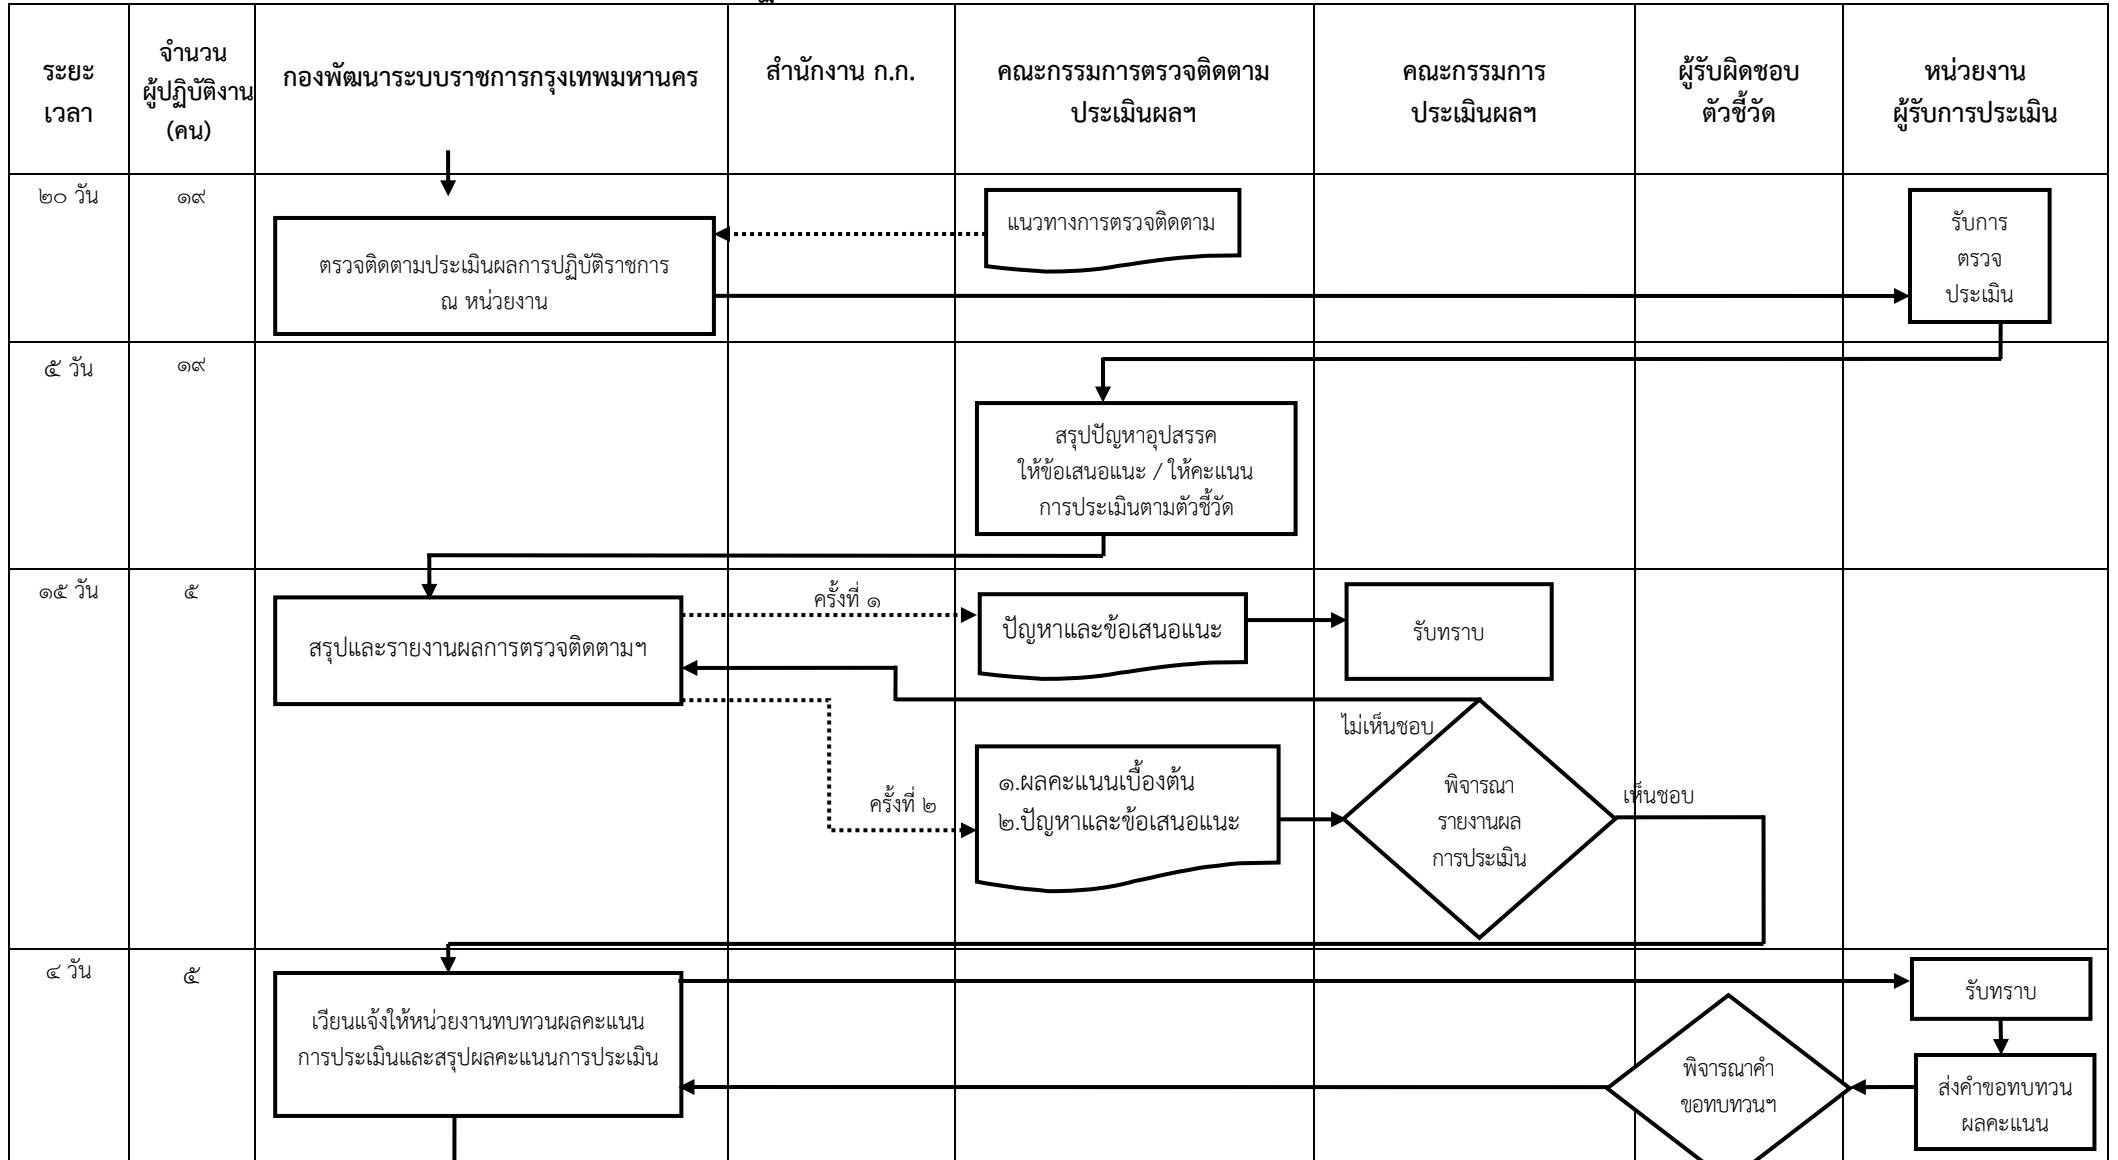 ระยะ
เวลา
จำนวน
ผู้ปฏิบัติงาน
(คน)
กองพัฒนาระบบราชการกรุงเทพมหานคร
สำนักงาน ก.ก.
คณะกรรมการตรวจติดตาม
ประเมินผลฯ
คณะกรรมการ
ประเมินผลฯ
ผู้รับผิดชอบ
ตัวชี้วัด
หน่วยงาน
ผู้รับการประเมิน
๒๐ วัน
๑๙
ตรวจติดตามประเมินผลการปฏิบัติราชการ
ณ หน่วยงาน
แนวทางการตรวจติดตาม
รับการ
ตรวจ
ประเมิน
๕ วัน
๑๙
สรุปปัญหาอุปสรรค
ให้ข้อเสนอแนะ / ให้คะแนน
การประเมินตามตัวชี้วัด
๑๕ วัน
๕
สรุปและรายงานผลการตรวจติดตามฯ
ครั้งที่ ๑
ปัญหาและข้อเสนอแนะ
รับทราบ
ครั้งที่ ๒
๑.ผลคะแนนเบื้องต้น
๒.ปัญหาและข้อเสนอแนะ
ไม่เห็นชอบ
พิจารณา
รายงานผล
การประเมิน
เห็นชอบ
๔ วัน
๕
เวียนแจ้งให้หน่วยงานทบทวนผลคะแนน
การประเมินและสรุปผลคะแนนการประเมิน
รับทราบ
พิจารณาคำ
ขอทบทวนฯ
ส่งคำขอทบทวน
ผลคะแนน